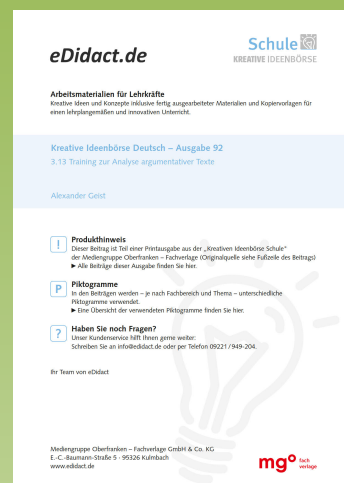 eDidact.de
Schule
KREATIVE IDEENBÖRSE
Arbeitsmaterialien für Lehrkräfte
Kreative Ideen und Konzepte inklusive fertig ausgearbeiteter Materialien und Kopiervorlagen für
einen lehrplangemäßen und innovativen Unterricht.
Kreative Ideenbörse Deutsch – Ausgabe 92
3.13 Training zur Analyse argumentativer Texte
Alexander Geist
!
Produkthinweis
Dieser Beitrag ist Teil einer Printausgabe aus der „Kreativen Ideenbörse Schule“
der Mediengruppe Oberfranken – Fachverlage (Originalquelle siehe Fußzeile des Beitrags)
▶ Alle Beiträge dieser Ausgabe finden Sie hier.
P
Piktogramme
In den Beiträgen werden – je nach Fachbereich und Thema – unterschiedliche
Piktogramme verwendet.
▶ Eine Übersicht der verwendeten Piktogramme finden Sie hier.
?
Haben Sie noch Fragen?
Unser Kundenservice hilft Ihnen gerne weiter:
Schreiben Sie an info@edidact.de oder per Telefon 09221/949-204.
Ihr Team von eDidact
Mediengruppe Oberfranken – Fachverlage GmbH & Co. KG
E.-C.-Baumann-Straße 5 · 95326 Kulmbach
www.edidact.de
mgo fach
verlage